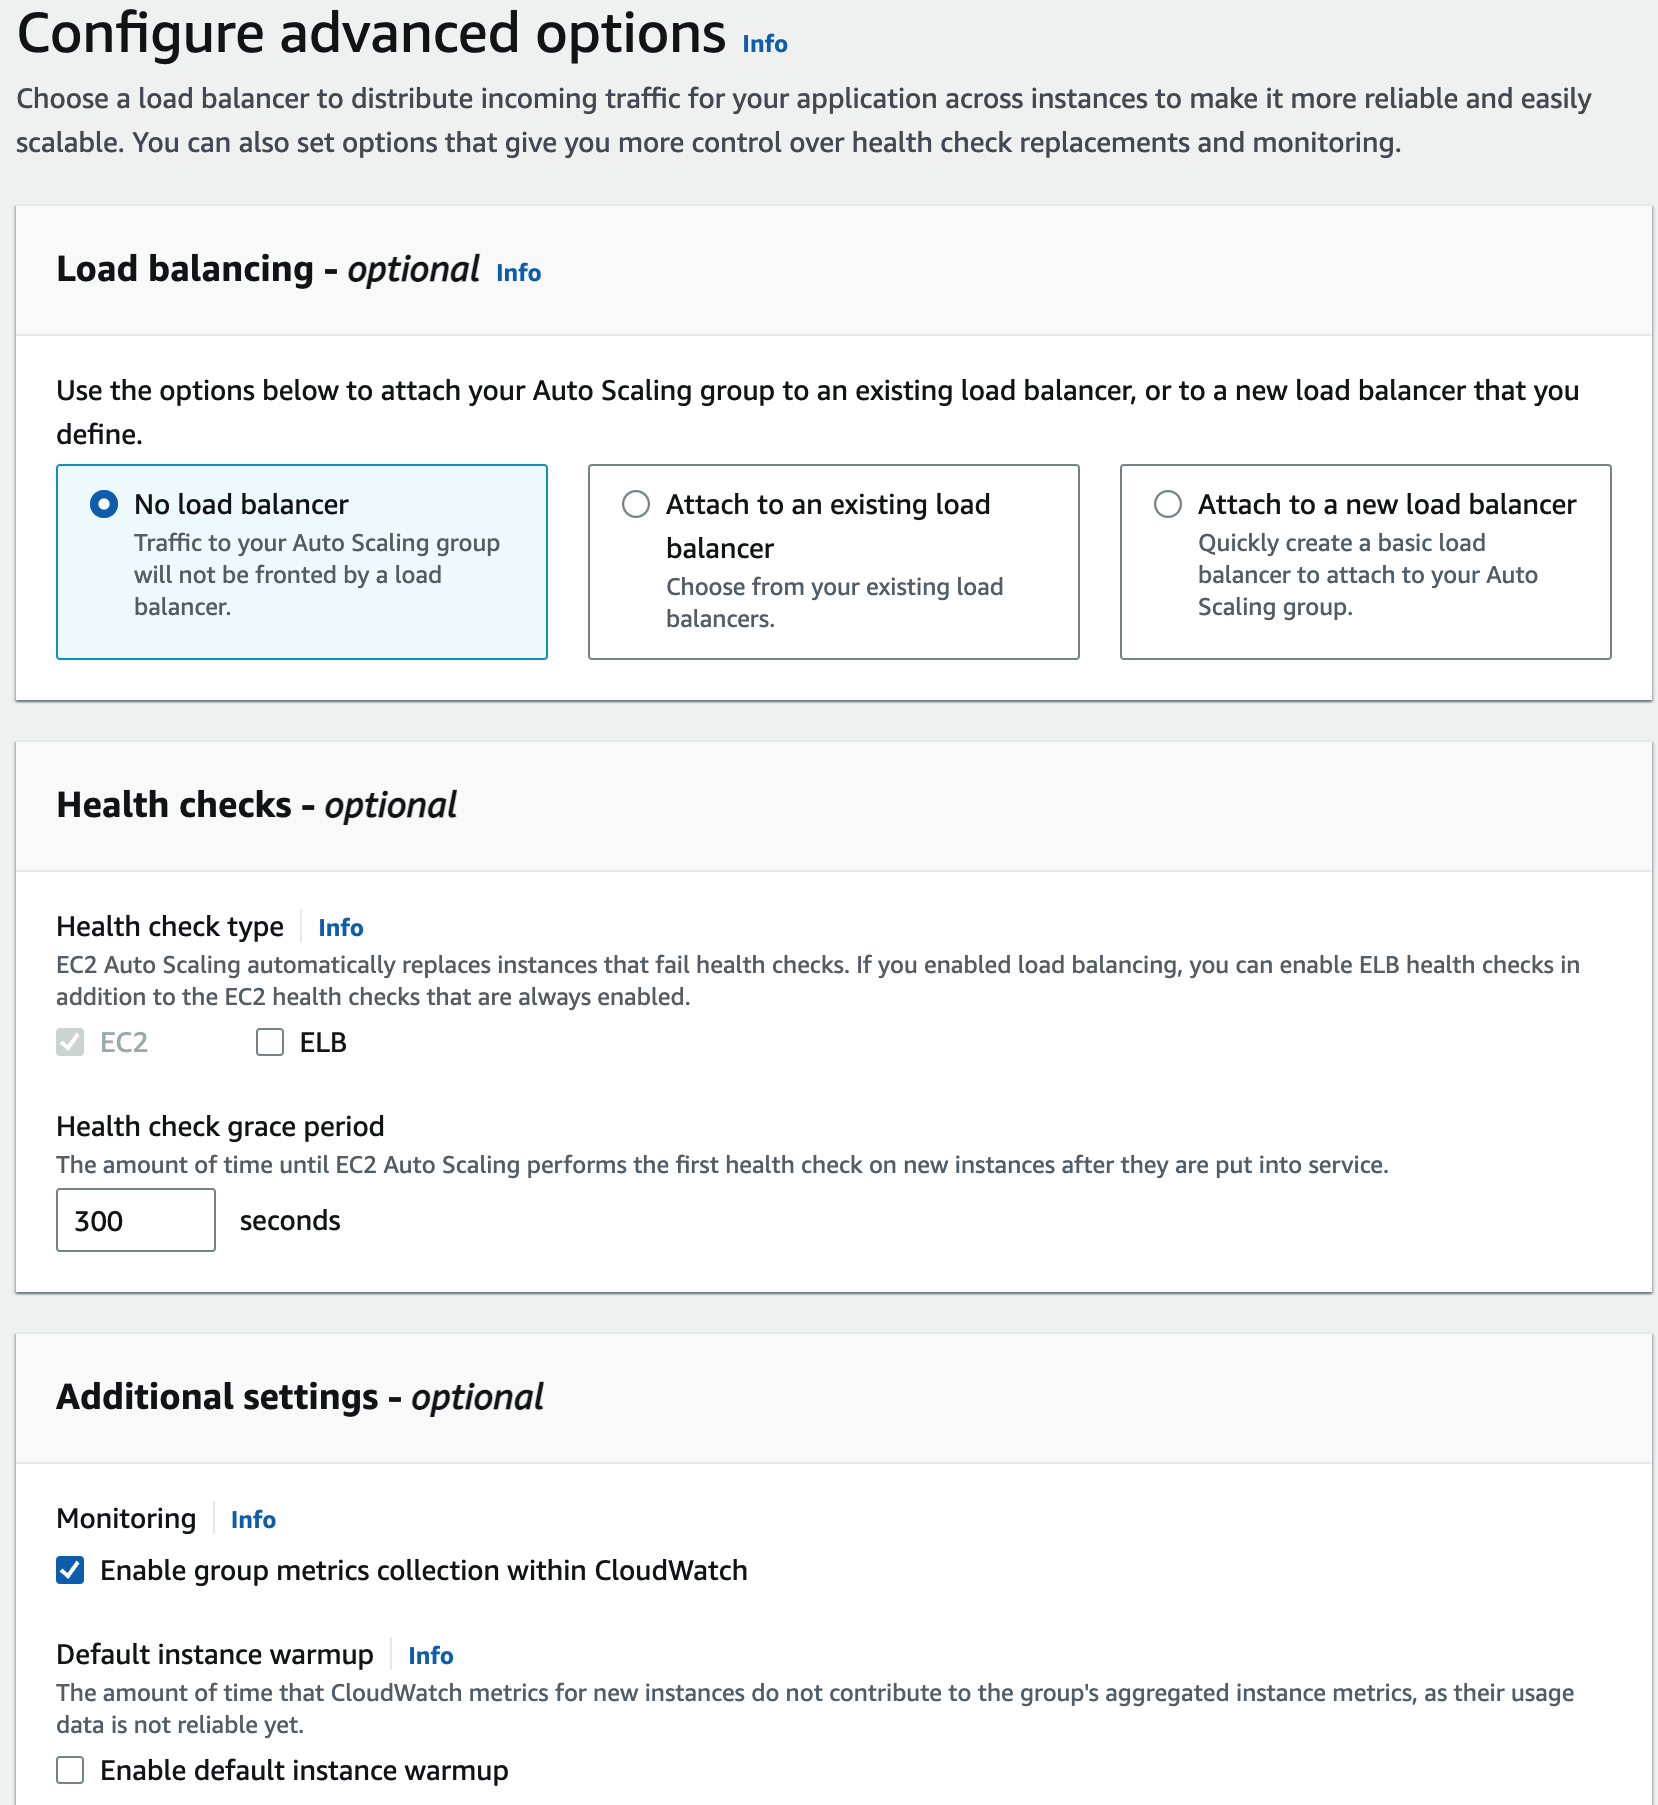 Configure advanced options Info
Choose a load balancer to distribute incoming traffic for your application across instances to make it more reliable and easily
scalable. You can also set options that give you more control over health check replacements and monitoring.
Load balancing - optional Info
Use the options below to attach your Auto Scaling group to an existing load balancer, or to a new load balancer that you
define.
No load balancer
Traffic to your Auto Scaling group
will not be fronted by a load
balancer.
Attach to an existing load
balancer
Choose from your existing load
balancers.
Attach to a new load balancer
Quickly create a basic load
balancer to attach to your Auto
Scaling group.
Health checks - optional
Health check type Info
EC2 Auto Scaling automatically replaces instances that fail health checks. If you enabled load balancing, you can enable ELB health checks in
addition to the EC2 health checks that are always enabled.
EC2 ELB
Health check grace period
The amount of time until EC2 Auto Scaling performs the first health check on new instances after they are put into service.
300 seconds
Additional settings - optional
Monitoring Info
Enable group metrics collection within CloudWatch
Default instance warmup Info
The amount of time that CloudWatch metrics for new instances do not contribute to the group's aggregated instance metrics, as their usage
data is not reliable yet.
Enable default instance warmup